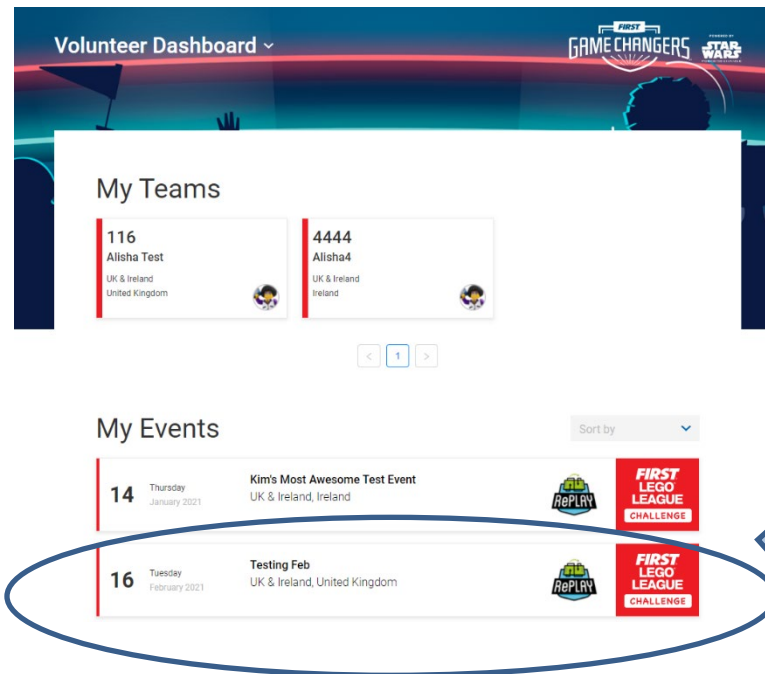 Volunteer Dashboard
FIRST
GAME CHANGERS
STAR
WARS
My Teams
116
Alisha Test
UK & Ireland
United Kingdom
4444
Alisha4
UK & Ireland
Ireland
< 1 >
My Events
Sort by
14
Thursday
January 2021
Kim's Most Awesome Test Event
UK & Ireland, Ireland
RePLAY
FIRST
LEGO
LEAGUE
CHALLENGE
16
Tuesday
February 2021
Testing Feb
UK & Ireland, United Kingdom
RePLAY
FIRST
LEGO
LEAGUE
CHALLENGE